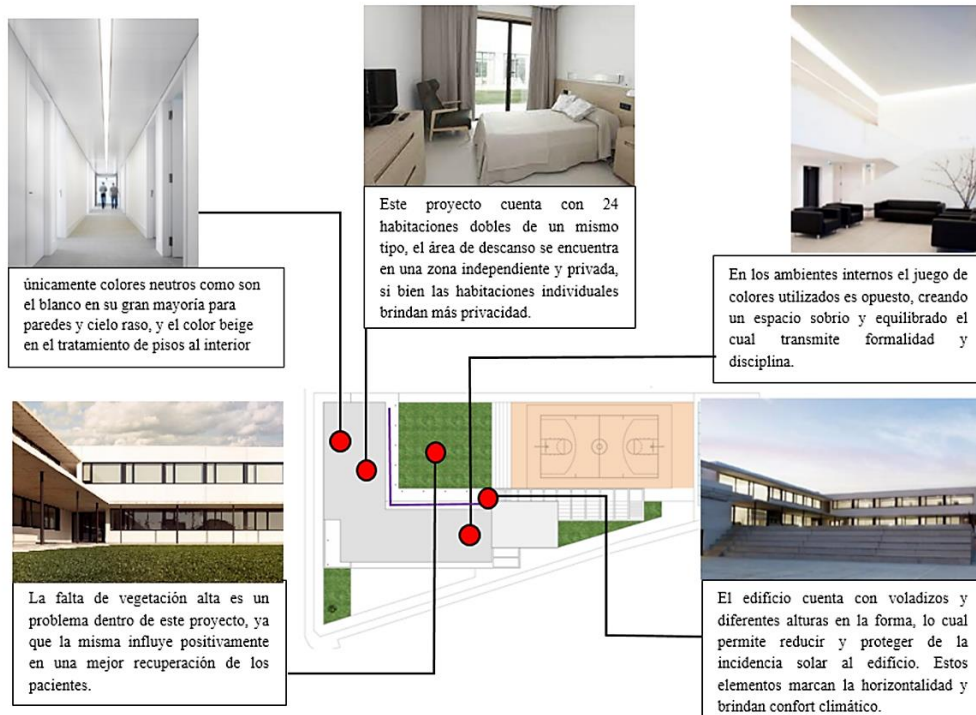 únicamente colores neutros como son
el blanco en su gran mayoría para
paredes y cielo raso, y el color beige
en el tratamiento de pisos al interior
Este proyecto cuenta con 24
habitaciones dobles de un mismo
tipo, el área de descanso se encuentra
en una zona independiente y privada,
si bien las habitaciones individuales
brindan más privacidad.
En los ambientes internos el juego de
colores utilizados es opuesto, creando
un espacio sobrio y equilibrado el
cual transmite formalidad y
disciplina.
La falta de vegetación alta es un
problema dentro de este proyecto, ya
que la misma influye positivamente
en una mejor recuperación de los
pacientes.
El edificio cuenta con voladizos y
diferentes alturas en la forma, lo cual
permite reducir y proteger de la
incidencia solar al edificio. Estos
elementos marcan la horizontalidad y
brindan confort climático.